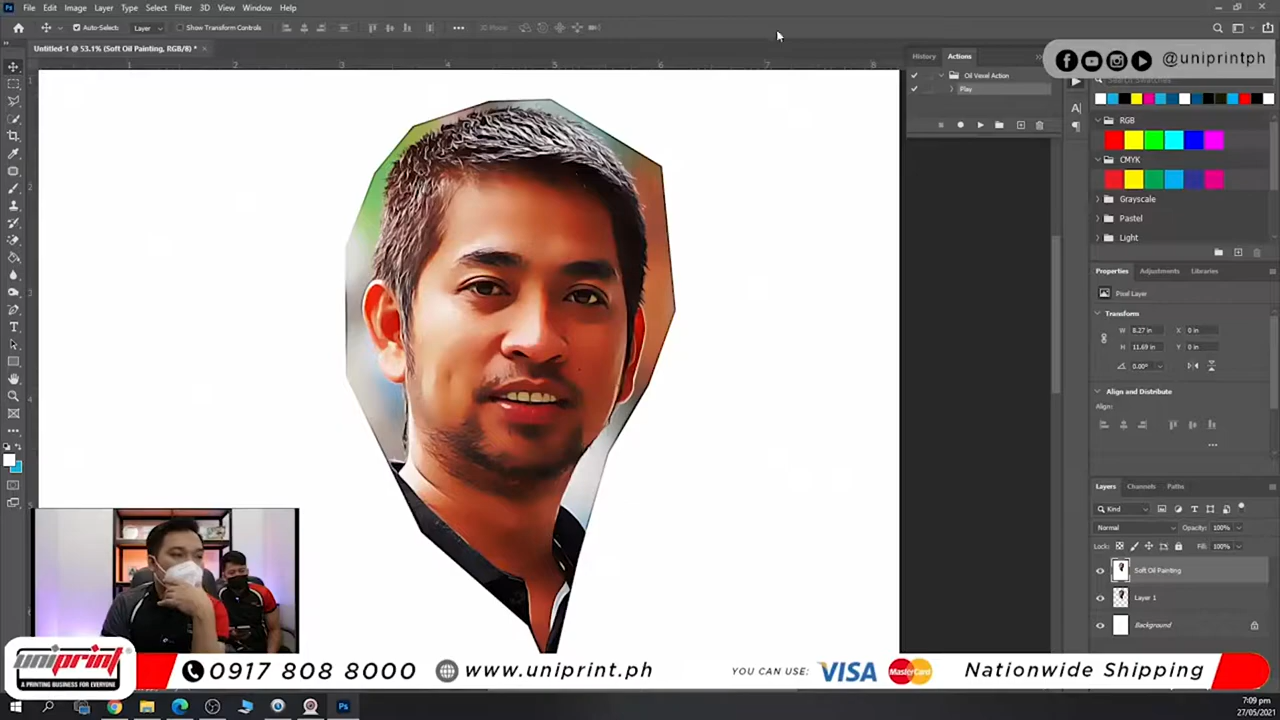 File Edit Image Layer Type Select Filter 3D View Window Help
Auto-Select: Layer Show Transform Controls
Untitled-1 @ 53.1% (Soft Oil Painting, RGB/8) *
History Actions
Oil Vexel Action
Play
@uniprintph
RGB
CMYK
Grayscale
Pastel
Light
Properties Adjustments Libraries
Pixel Layer
Transform
W 8.27 in X 0 in
H 11.69 in Y 0 in
0.00°
Align and Distribute
Align:
Layers Channels Paths
Kind
Normal Opacity: 100%
Lock: Fill: 100%
Soft Oil Painting
Layer 1
Background
uniprint
A PRINTING BUSINESS FOR EVERYONE
0917 808 8000
www.uniprint.ph
YOU CAN USE: VISA MasterCard
Nationwide Shipping
7:09 pm
27/05/2021